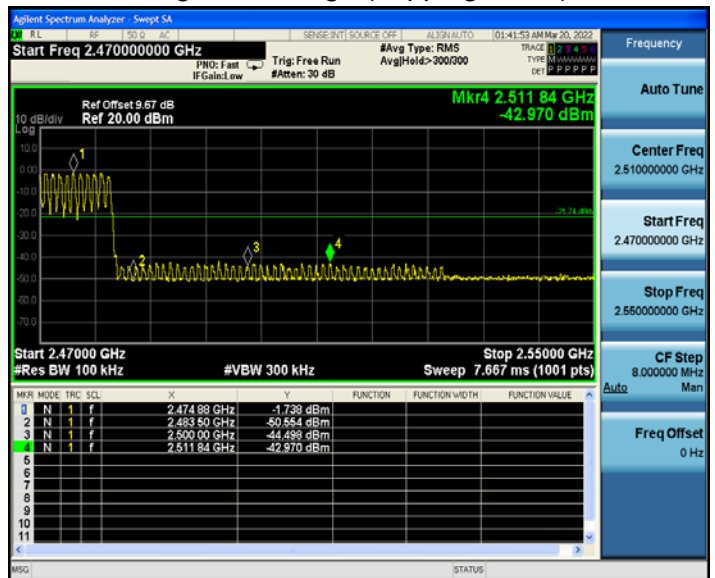 Agilent Spectrum Analyzer - Swept SA
RL RF 50 Ω AC SENSE:INT SOURCE OFF ALIGNAUTO 01:41:53 AM Mar 20, 2022
Start Freq 2.470000000 GHz
PNO: Fast
IFGain:Low
Trig: Free Run
#Atten: 30 dB
#Avg Type: RMS
Avg|Hold:>300/300
TRACE 1 2 3 4 5 6
TYPE
DET P P P P P P
Ref Offset 9.67 dB
10 dB/div Ref 20.00 dBm
Log
Mkr4 2.511 84 GHz
-42.970 dBm
10.0
0.00
-10.0
-20.0
-30.0
-40.0
-50.0
-60.0
-70.0
1
2
3
4
-21.74 dBm
Start 2.47000 GHz Stop 2.55000 GHz
#Res BW 100 kHz #VBW 300 kHz Sweep 7.667 ms (1001 pts)
MKR MODE TRC SCL X Y FUNCTION FUNCTION WIDTH FUNCTION VALUE
1 N 1 f 2.474 88 GHz -1.738 dBm
2 N 1 f 2.483 50 GHz -50.554 dBm
3 N 1 f 2.500 00 GHz -44.498 dBm
4 N 1 f 2.511 84 GHz -42.970 dBm
5
6
7
8
9
10
11
MSG STATUS
Frequency
Auto Tune
Center Freq
2.510000000 GHz
Start Freq
2.470000000 GHz
Stop Freq
2.550000000 GHz
CF Step
8.000000 MHz
Auto Man
Freq Offset
0 Hz